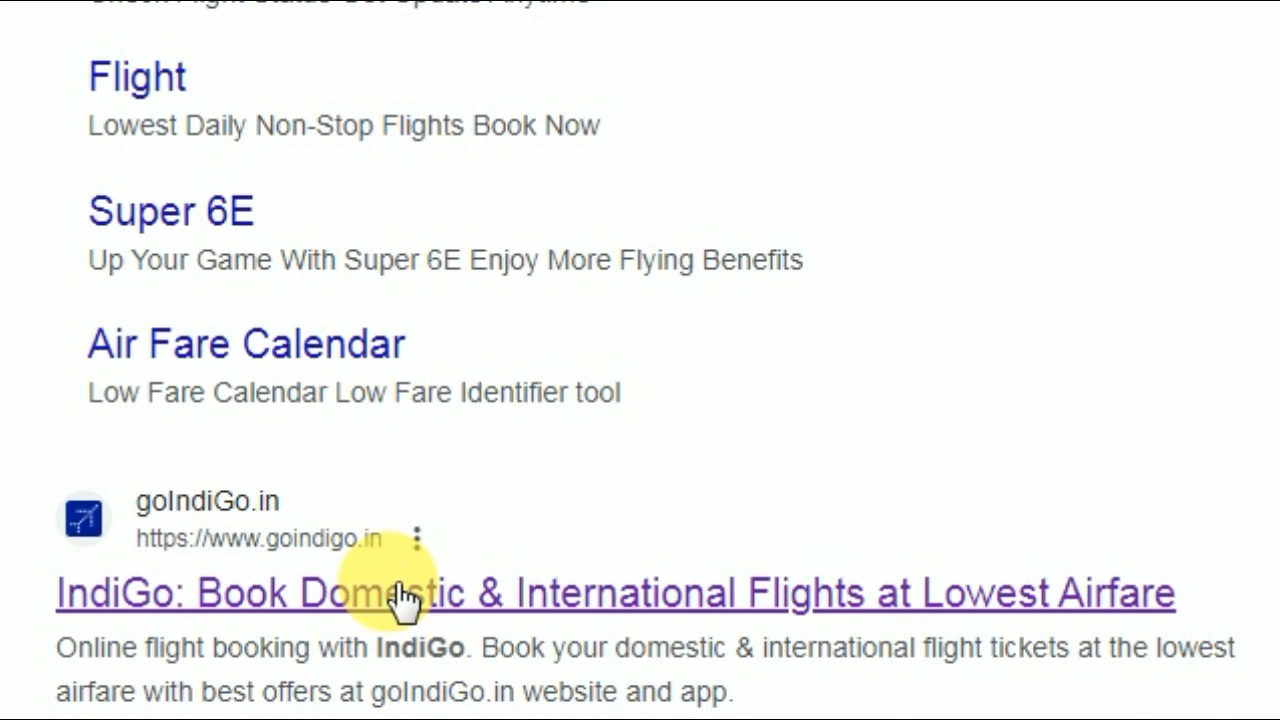 Flight
Lowest Daily Non-Stop Flights Book Now
Super 6E
Up Your Game With Super 6E Enjoy More Flying Benefits
Air Fare Calendar
Low Fare Calendar Low Fare Identifier tool
goIndiGo.in
https://www.goindigo.in
IndiGo: Book Domestic & International Flights at Lowest Airfare
Online flight booking with IndiGo. Book your domestic & international flight tickets at the lowest
airfare with best offers at goIndiGo.in website and app.